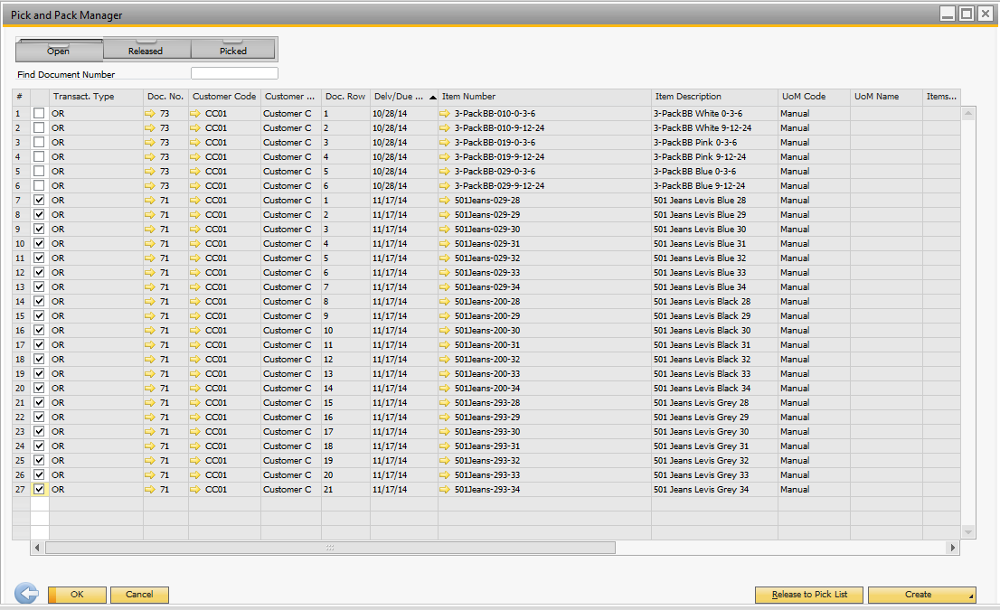 Pick and Pack Manager
Open Released Picked
Find Document Number
# Transact. Type Doc. No. Customer Code Customer ... Doc. Row Delv/Due ... Item Number Item Description UoM Code UoM Name Items...
1 OR 73 CC01 Customer C 1 10/28/14 3-PackBB-010-0-3-6 3-PackBB White 0-3-6 Manual
2 OR 73 CC01 Customer C 2 10/28/14 3-PackBB-010-9-12-24 3-PackBB White 9-12-24 Manual
3 OR 73 CC01 Customer C 3 10/28/14 3-PackBB-019-0-3-6 3-PackBB Pink 0-3-6 Manual
4 OR 73 CC01 Customer C 4 10/28/14 3-PackBB-019-9-12-24 3-PackBB Pink 9-12-24 Manual
5 OR 73 CC01 Customer C 5 10/28/14 3-PackBB-029-0-3-6 3-PackBB Blue 0-3-6 Manual
6 OR 73 CC01 Customer C 6 10/28/14 3-PackBB-029-9-12-24 3-PackBB Blue 9-12-24 Manual
7 OR 71 CC01 Customer C 1 11/17/14 501Jeans-029-28 501 Jeans Levis Blue 28 Manual
8 OR 71 CC01 Customer C 2 11/17/14 501Jeans-029-29 501 Jeans Levis Blue 29 Manual
9 OR 71 CC01 Customer C 3 11/17/14 501Jeans-029-30 501 Jeans Levis Blue 30 Manual
10 OR 71 CC01 Customer C 4 11/17/14 501Jeans-029-31 501 Jeans Levis Blue 31 Manual
11 OR 71 CC01 Customer C 5 11/17/14 501Jeans-029-32 501 Jeans Levis Blue 32 Manual
12 OR 71 CC01 Customer C 6 11/17/14 501Jeans-029-33 501 Jeans Levis Blue 33 Manual
13 OR 71 CC01 Customer C 7 11/17/14 501Jeans-029-34 501 Jeans Levis Blue 34 Manual
14 OR 71 CC01 Customer C 8 11/17/14 501Jeans-200-28 501 Jeans Levis Black 28 Manual
15 OR 71 CC01 Customer C 9 11/17/14 501Jeans-200-29 501 Jeans Levis Black 29 Manual
16 OR 71 CC01 Customer C 10 11/17/14 501Jeans-200-30 501 Jeans Levis Black 30 Manual
17 OR 71 CC01 Customer C 11 11/17/14 501Jeans-200-31 501 Jeans Levis Black 31 Manual
18 OR 71 CC01 Customer C 12 11/17/14 501Jeans-200-32 501 Jeans Levis Black 32 Manual
19 OR 71 CC01 Customer C 13 11/17/14 501Jeans-200-33 501 Jeans Levis Black 33 Manual
20 OR 71 CC01 Customer C 14 11/17/14 501Jeans-200-34 501 Jeans Levis Black 34 Manual
21 OR 71 CC01 Customer C 15 11/17/14 501Jeans-293-28 501 Jeans Levis Grey 28 Manual
22 OR 71 CC01 Customer C 16 11/17/14 501Jeans-293-29 501 Jeans Levis Grey 29 Manual
23 OR 71 CC01 Customer C 17 11/17/14 501Jeans-293-30 501 Jeans Levis Grey 30 Manual
24 OR 71 CC01 Customer C 18 11/17/14 501Jeans-293-31 501 Jeans Levis Grey 31 Manual
25 OR 71 CC01 Customer C 19 11/17/14 501Jeans-293-32 501 Jeans Levis Grey 32 Manual
26 OR 71 CC01 Customer C 20 11/17/14 501Jeans-293-33 501 Jeans Levis Grey 33 Manual
27 OR 71 CC01 Customer C 21 11/17/14 501Jeans-293-34 501 Jeans Levis Grey 34 Manual
OK Cancel Release to Pick List Create